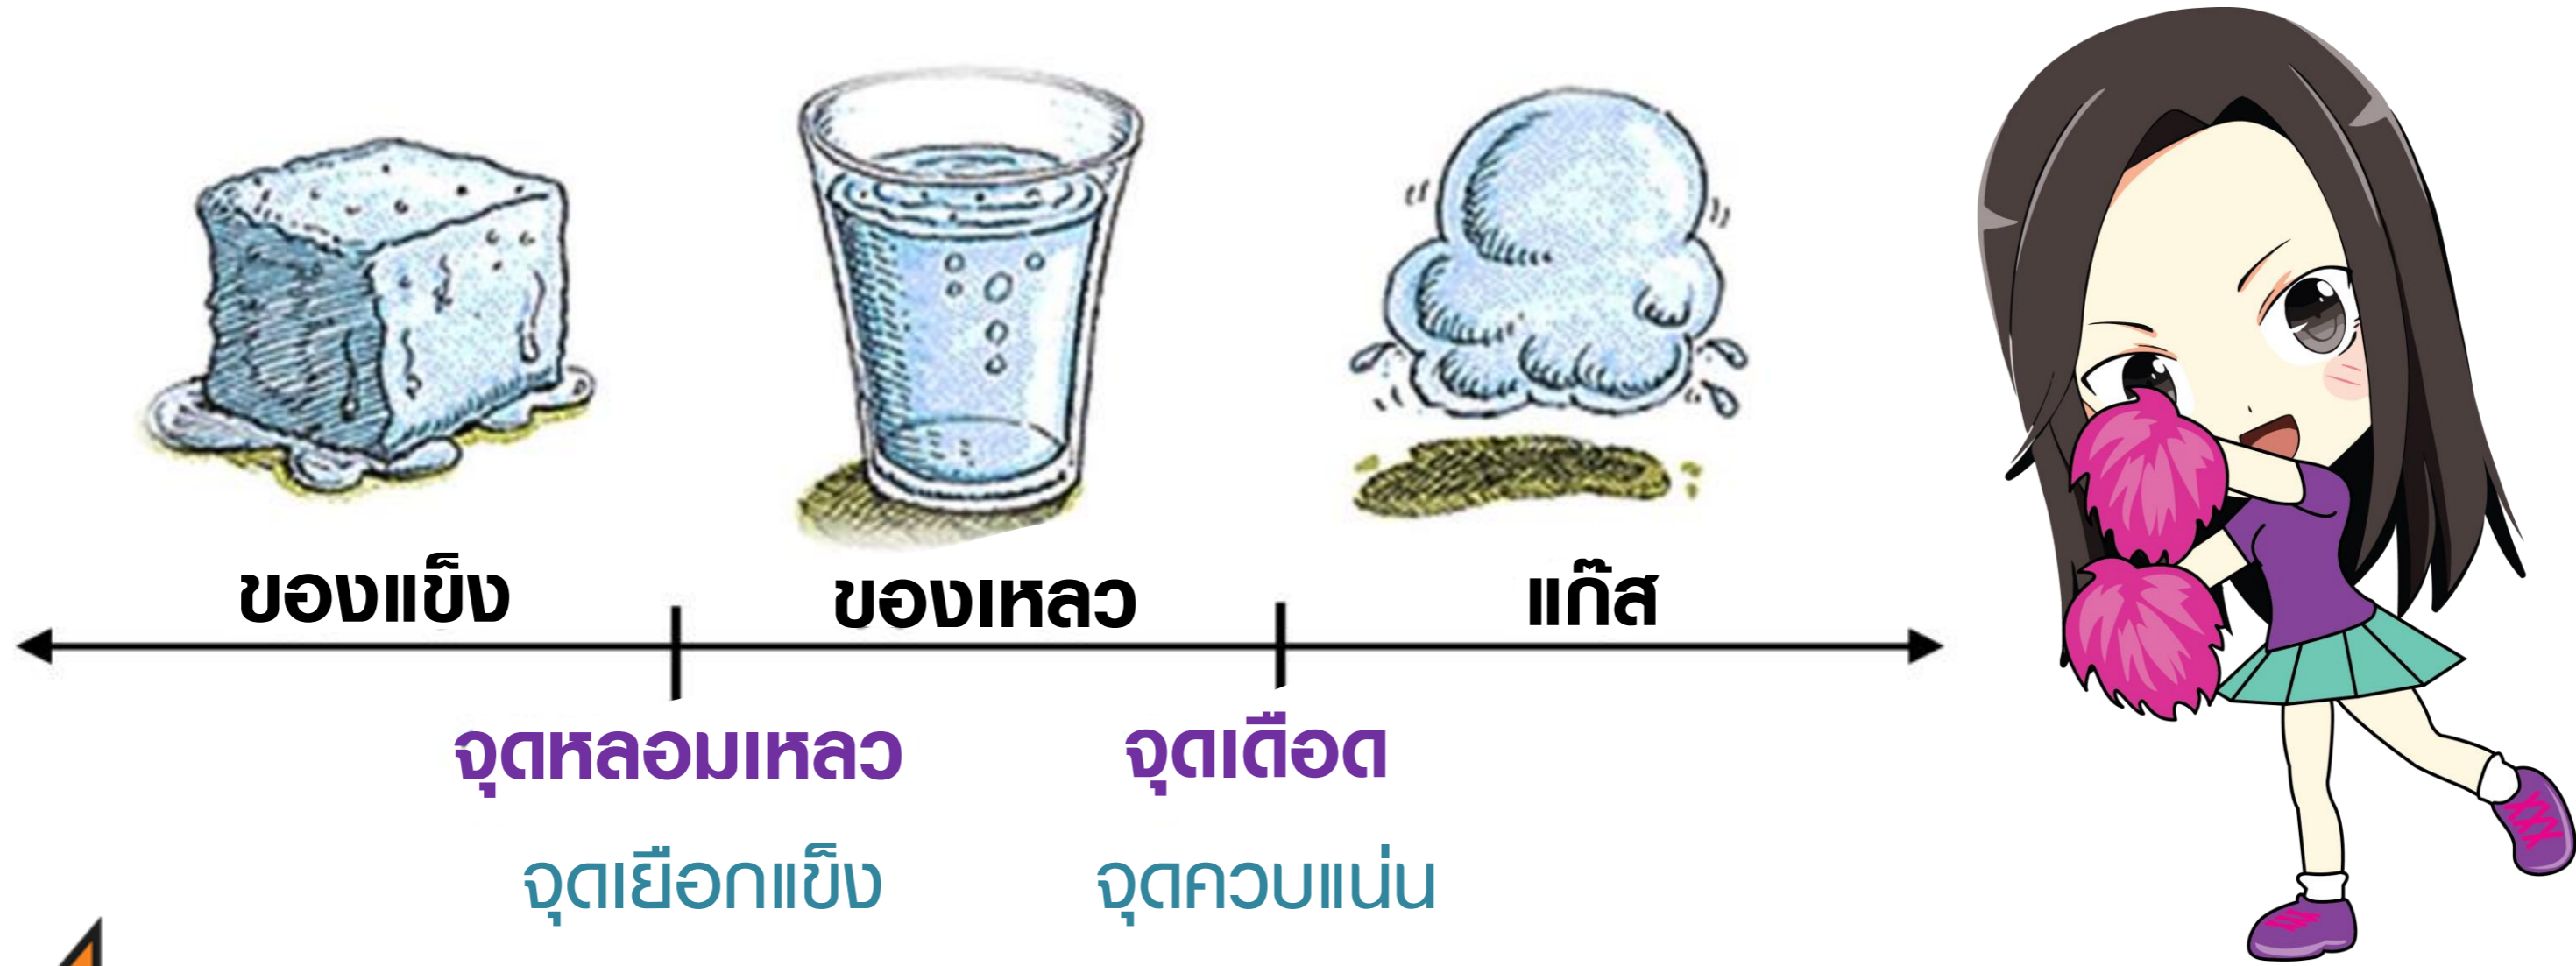 ของแข็ง ของเหลว แก๊ส
จุดหลอมเหลว จุดเดือด
จุดเยือกแข็ง จุดควบแน่น